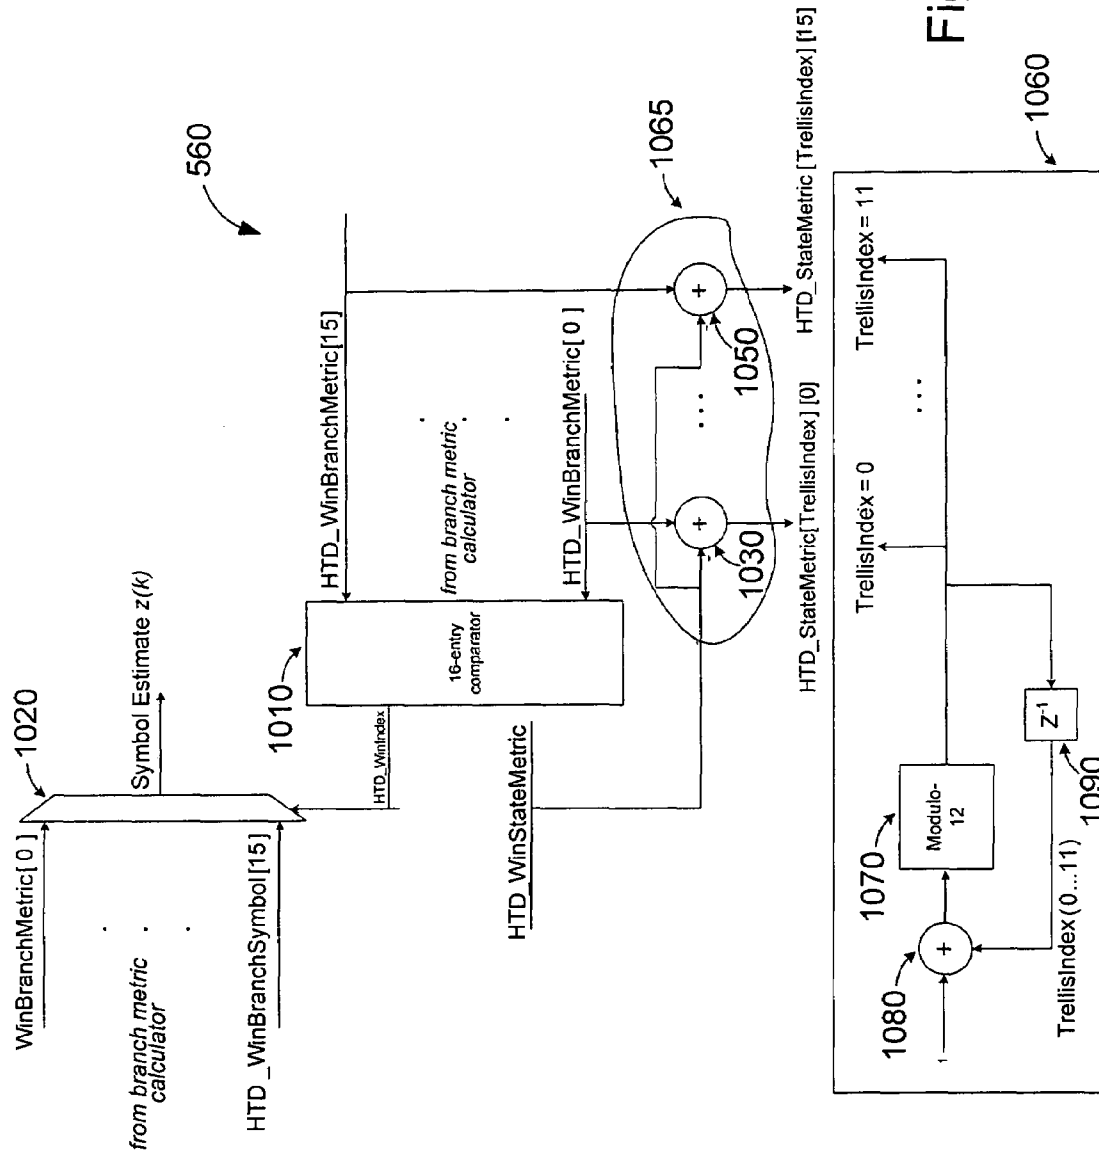 560
WinBranchMetric[ 0 ]
1020
Symbol Estimate z(k)
from branch metric
calculator
HTD_WinBranchSymbol[15]
HTD_WinIndex
1010
16-entry
comparator
HTD_WinBranchMetric[15]
from branch metric
calculator
HTD_WinBranchMetric[ 0 ]
HTD_WinStateMetric
1065
+
1030
...
+
1050
HTD_StateMetric[TrellisIndex] [0]
HTD_StateMetric [TrellisIndex] [15]
1060
TrellisIndex = 0
...
TrellisIndex = 11
1070
Modulo-
12
1080
+
1
Z-1
1090
TrellisIndex(0...11)